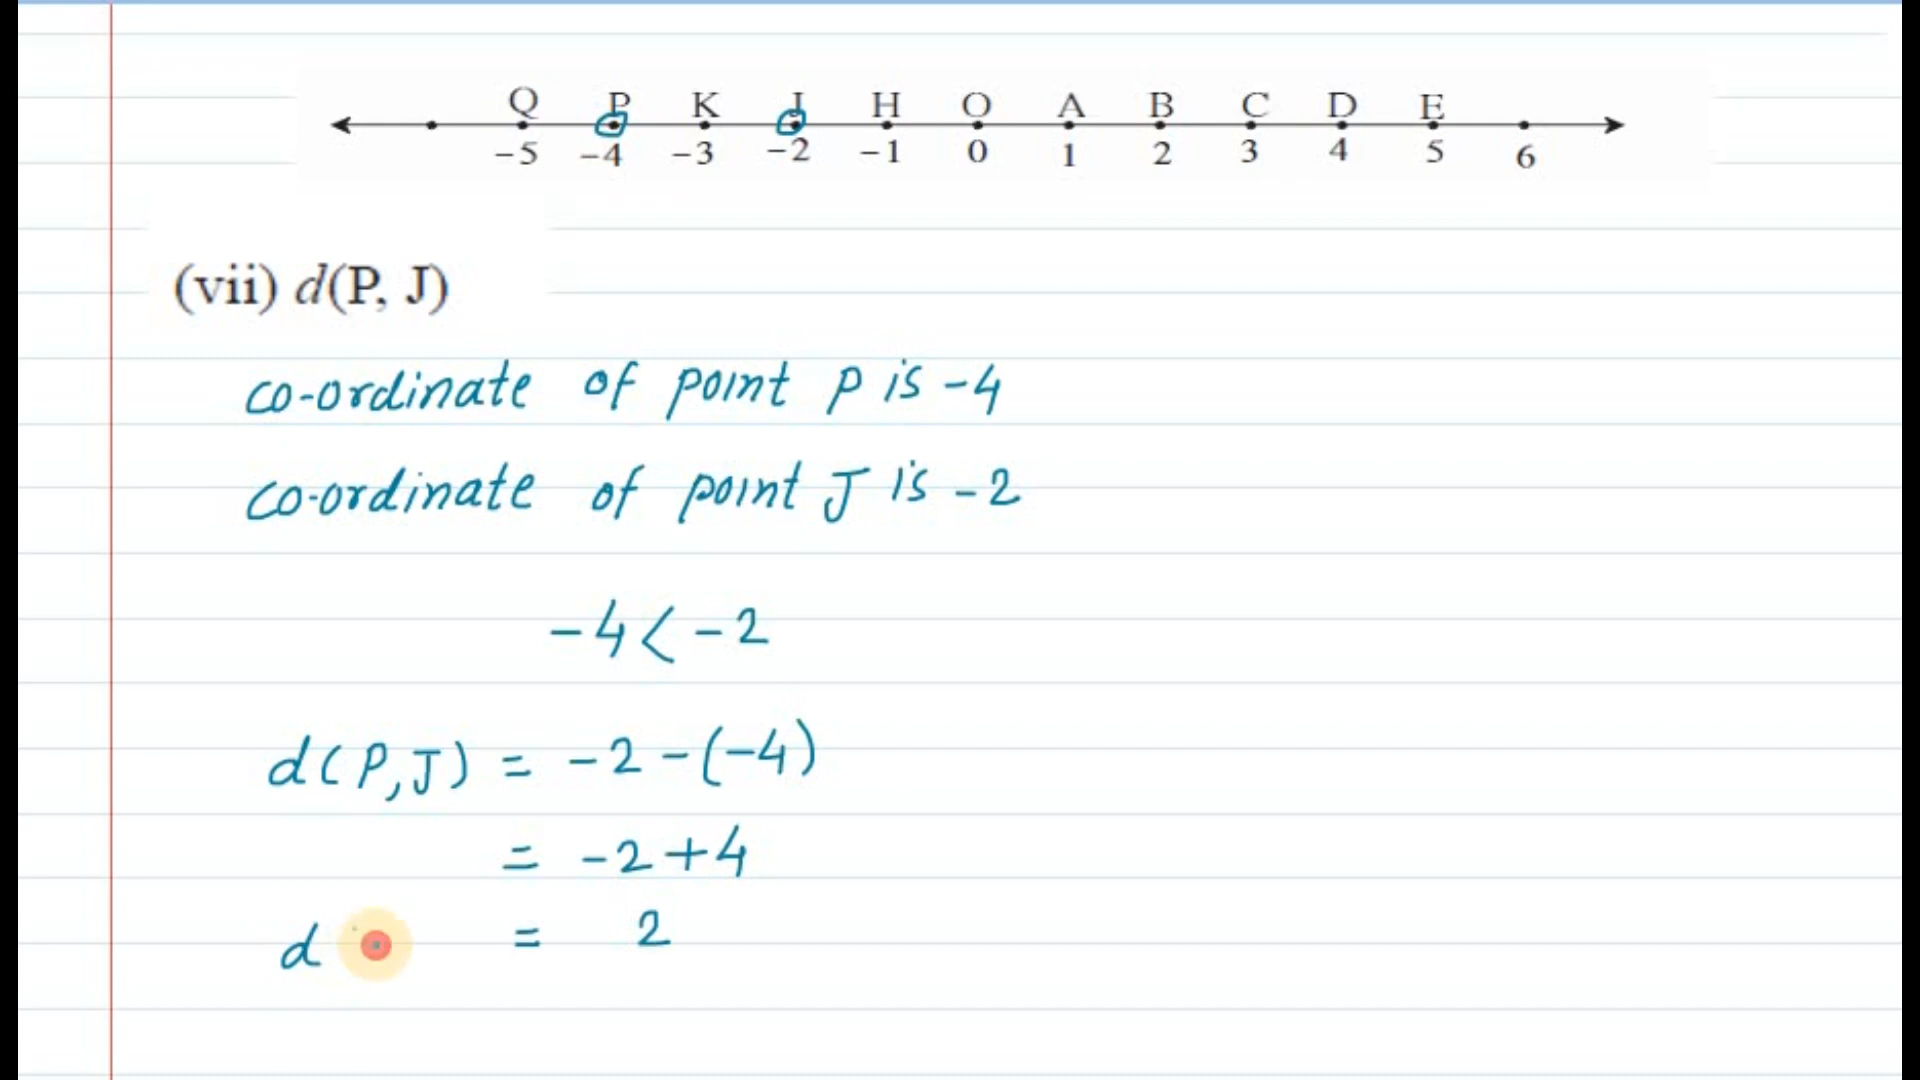 Q P K J H O A B C D E
-5 -4 -3 -2 -1 0 1 2 3 4 5 6
(vii) d(P, J)
co-ordinate of point P is -4
co-ordinate of point J is -2
-4 < -2
d(P,J) = -2-(-4)
= -2+4
d = 2